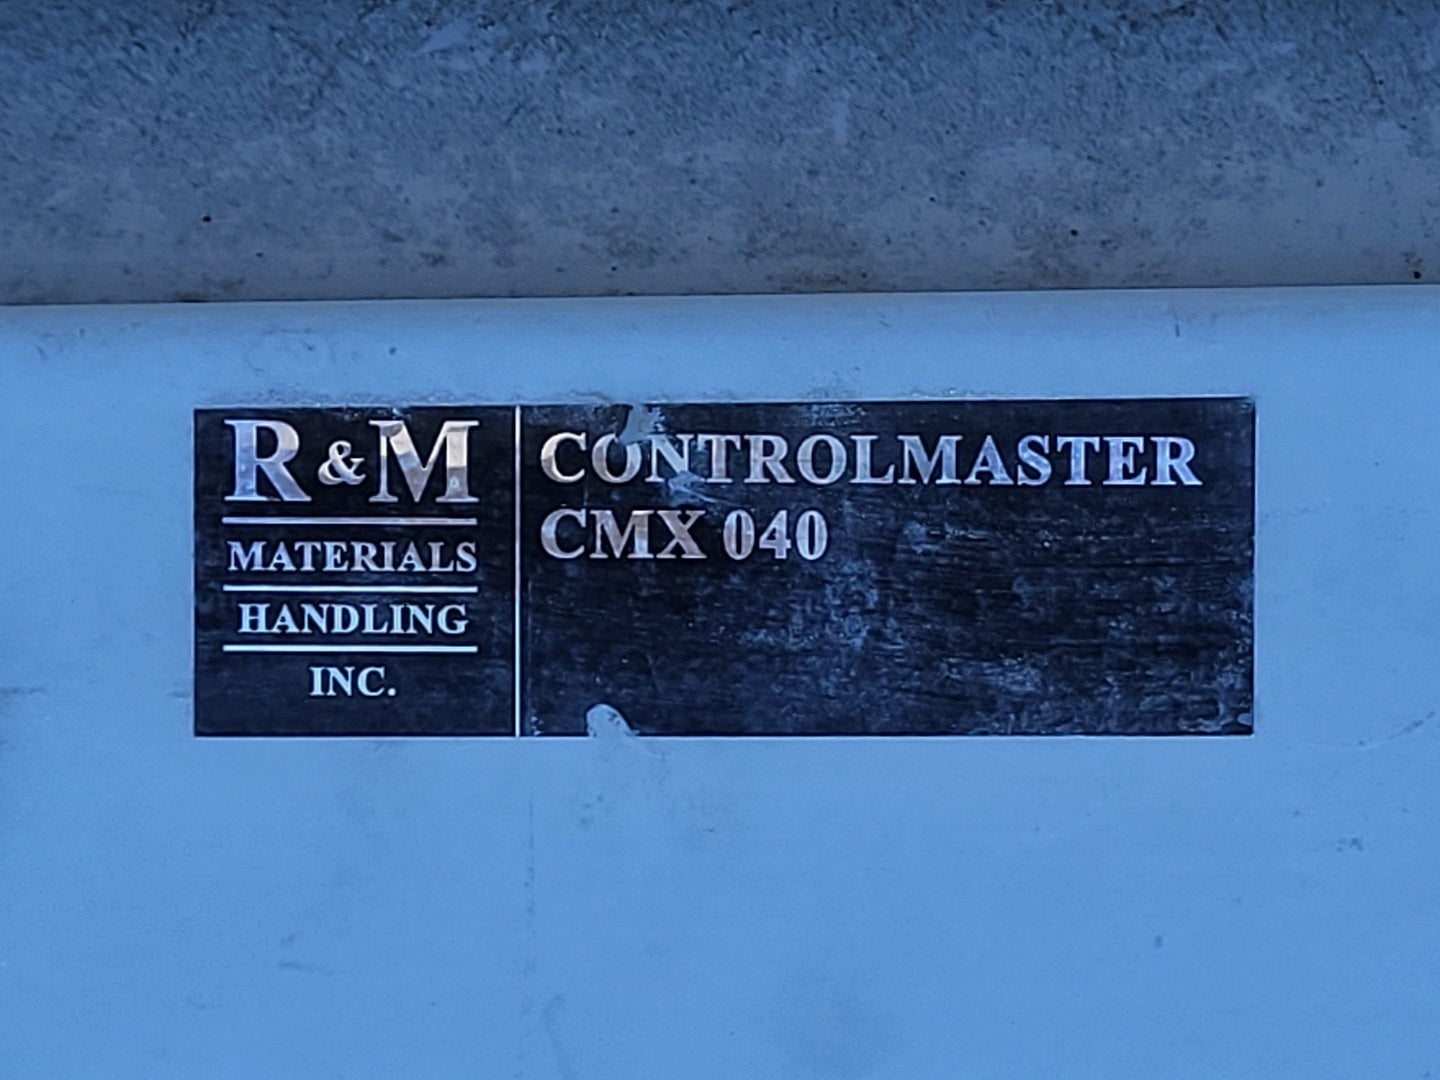 R&M
MATERIALS
HANDLING
INC.
CONTROLMASTER
CMX 040